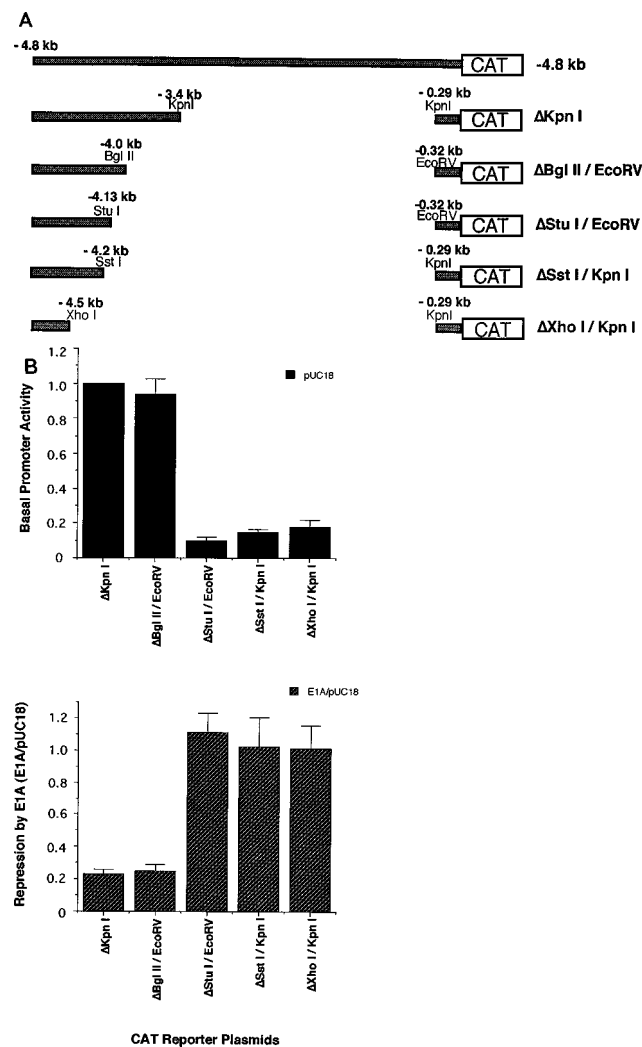 A
- 4.8 kb
CAT
-4.8 kb
- 3.4 kb
KpnI
-0.29 kb
KpnI
CAT
ΔKpn I
-4.0 kb
Bgl II
-0.32 kb
EcoRV
CAT
ΔBgl II / EcoRV
-4.13 kb
Stu I
-0.32 kb
EcoRV
CAT
ΔStu I / EcoRV
- 4.2 kb
Sst I
- 0.29 kb
KpnI
CAT
ΔSst I / Kpn I
- 4.5 kb
Xho I
- 0.29 kb
KpnI
CAT
ΔXho I / Kpn I
B
Basal Promoter Activity
1.2
1.0
0.8
0.6
0.4
0.2
0
pUC18
ΔKpn I
ΔBgl II / EcoRV
ΔStu I / EcoRV
ΔSst I / Kpn I
ΔXho I / Kpn I
Repression by E1A (E1A/pUC18)
1.2
1.0
0.8
0.6
0.4
0.2
0
E1A/pUC18
ΔKpn I
ΔBgl II / EcoRV
ΔStu I / EcoRV
ΔSst I / Kpn I
ΔXho I / Kpn I
CAT Reporter Plasmids